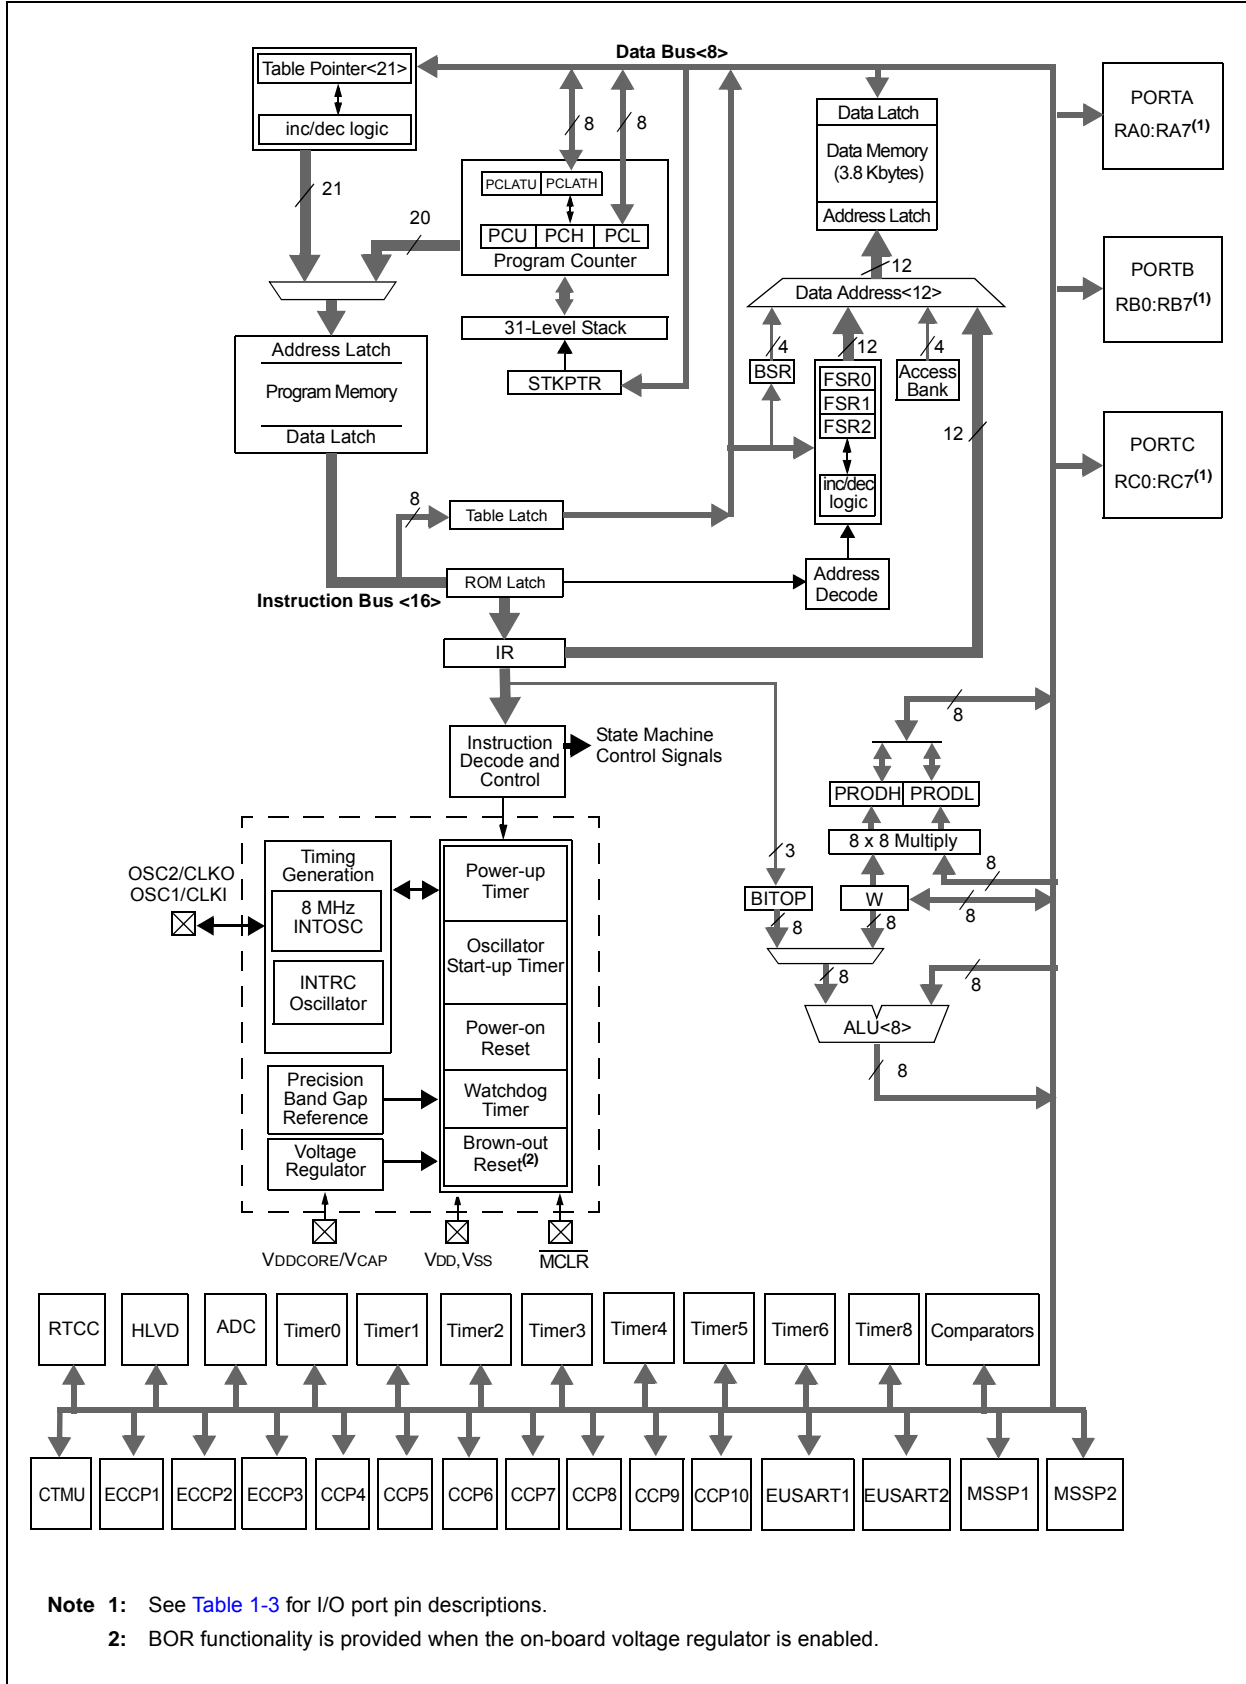 Data Bus<8>
Table Pointer<21>
inc/dec logic
21
20
8
8
PCLATU
PCLATH
PCU
PCH
PCL
Program Counter
31-Level Stack
STKPTR
Address Latch
Program Memory
Data Latch
Data Latch
Data Memory
(3.8 Kbytes)
Address Latch
12
Data Address<12>
4
12
4
BSR
FSR0
FSR1
FSR2
inc/dec
logic
Access
Bank
12
PORTA
RA0:RA7(1)
PORTB
RB0:RB7(1)
PORTC
RC0:RC7(1)
8
Table Latch
ROM Latch
Instruction Bus <16>
Address
Decode
IR
Instruction
Decode and
Control
State Machine
Control Signals
8
PRODH
PRODL
8 x 8 Multiply
3
8
BITOP
W
8
8
8
8
8
ALU<8>
8
OSC2/CLKO
OSC1/CLKI
Timing
Generation
8 MHz
INTOSC
INTRC
Oscillator
Precision
Band Gap
Reference
Voltage
Regulator
Power-up
Timer
Oscillator
Start-up Timer
Power-on
Reset
Watchdog
Timer
Brown-out
Reset(2)
VDDCORE/VCAP
VDD,VSS
MCLR
RTCC
HLVD
ADC
Timer0
Timer1
Timer2
Timer3
Timer4
Timer5
Timer6
Timer8
Comparators
CTMU
ECCP1
ECCP2
ECCP3
CCP4
CCP5
CCP6
CCP7
CCP8
CCP9
CCP10
EUSART1
EUSART2
MSSP1
MSSP2
Note 1: See Table 1-3 for I/O port pin descriptions.
2: BOR functionality is provided when the on-board voltage regulator is enabled.